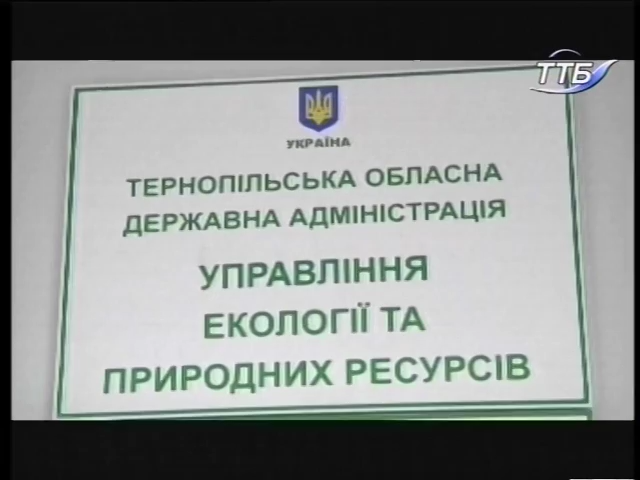 ТТБ
УКРАЇНА
ТЕРНОПІЛЬСЬКА ОБЛАСНА
ДЕРЖАВНА АДМІНІСТРАЦІЯ
УПРАВЛІННЯ
ЕКОЛОГІЇ ТА
ПРИРОДНИХ РЕСУРСІВ